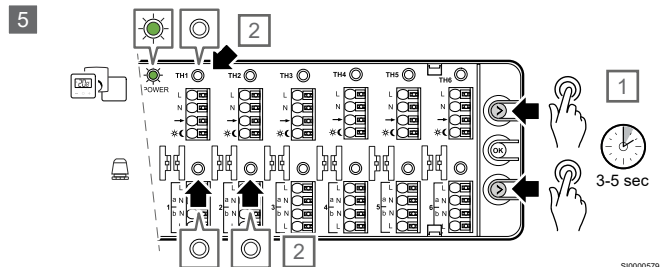 5
2
TH1 TH2 TH3 TH4 TH5 TH6
POWER
L L L L L L
N N N N N N
1
OK
3-5 sec
L L L L L L
1 a N 2 a N 3 a N 4 a N 5 a N 6 a N
b N b N b N b N b N b N
2
SI0000579